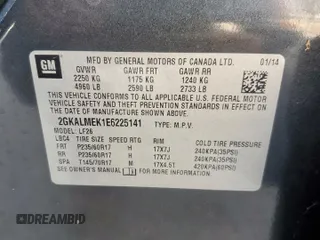 GM
MFD BY GENERAL MOTORS OF CANADA LTD.
01/14
GVWR GAWR FRT GAWR RR
2250 KG 1175 KG 1240 KG
4960 LB 2590 LB 2733 LB
THIS VEHICLE CONFORMS TO ALL APPLICABLE
U.S. FEDERAL MOTOR VEHICLE SAFETY, BUMPER,
AND THEFT PREVENTION STANDARDS IN EFFECT ON
THE DATE OF MANUFACTURE SHOWN ABOVE.
2GKALMEK1E6225141 TYPE: M.P.V.
MODEL: LF26
TIRE SIZE SPEED RTG RIM COLD TIRE PRESSURE
FRT P235/60R17 H 17X7J 240KPA(35PSI)
RR P235/60R17 H 17X7J 240KPA(35PSI)
SPA T145/70R17 M 17X4.5T 420KPA(60PSI)
AutoHelperBot.com